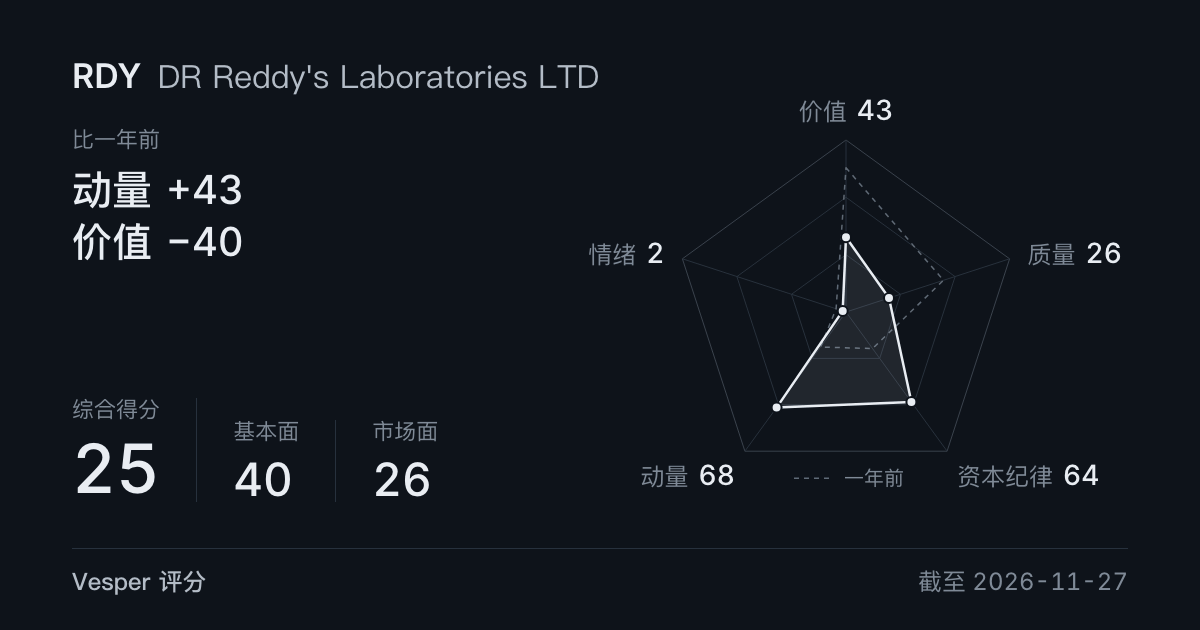 RDY DR Reddy's Laboratories LTD
比一年前
动量 +43
价值 −40
价值 43
情绪 2
质量 26
动量 68
一年前
资本纪律 64
综合得分
25
基本面
40
市场面
26
Vesper 评分
截至 2026-11-27